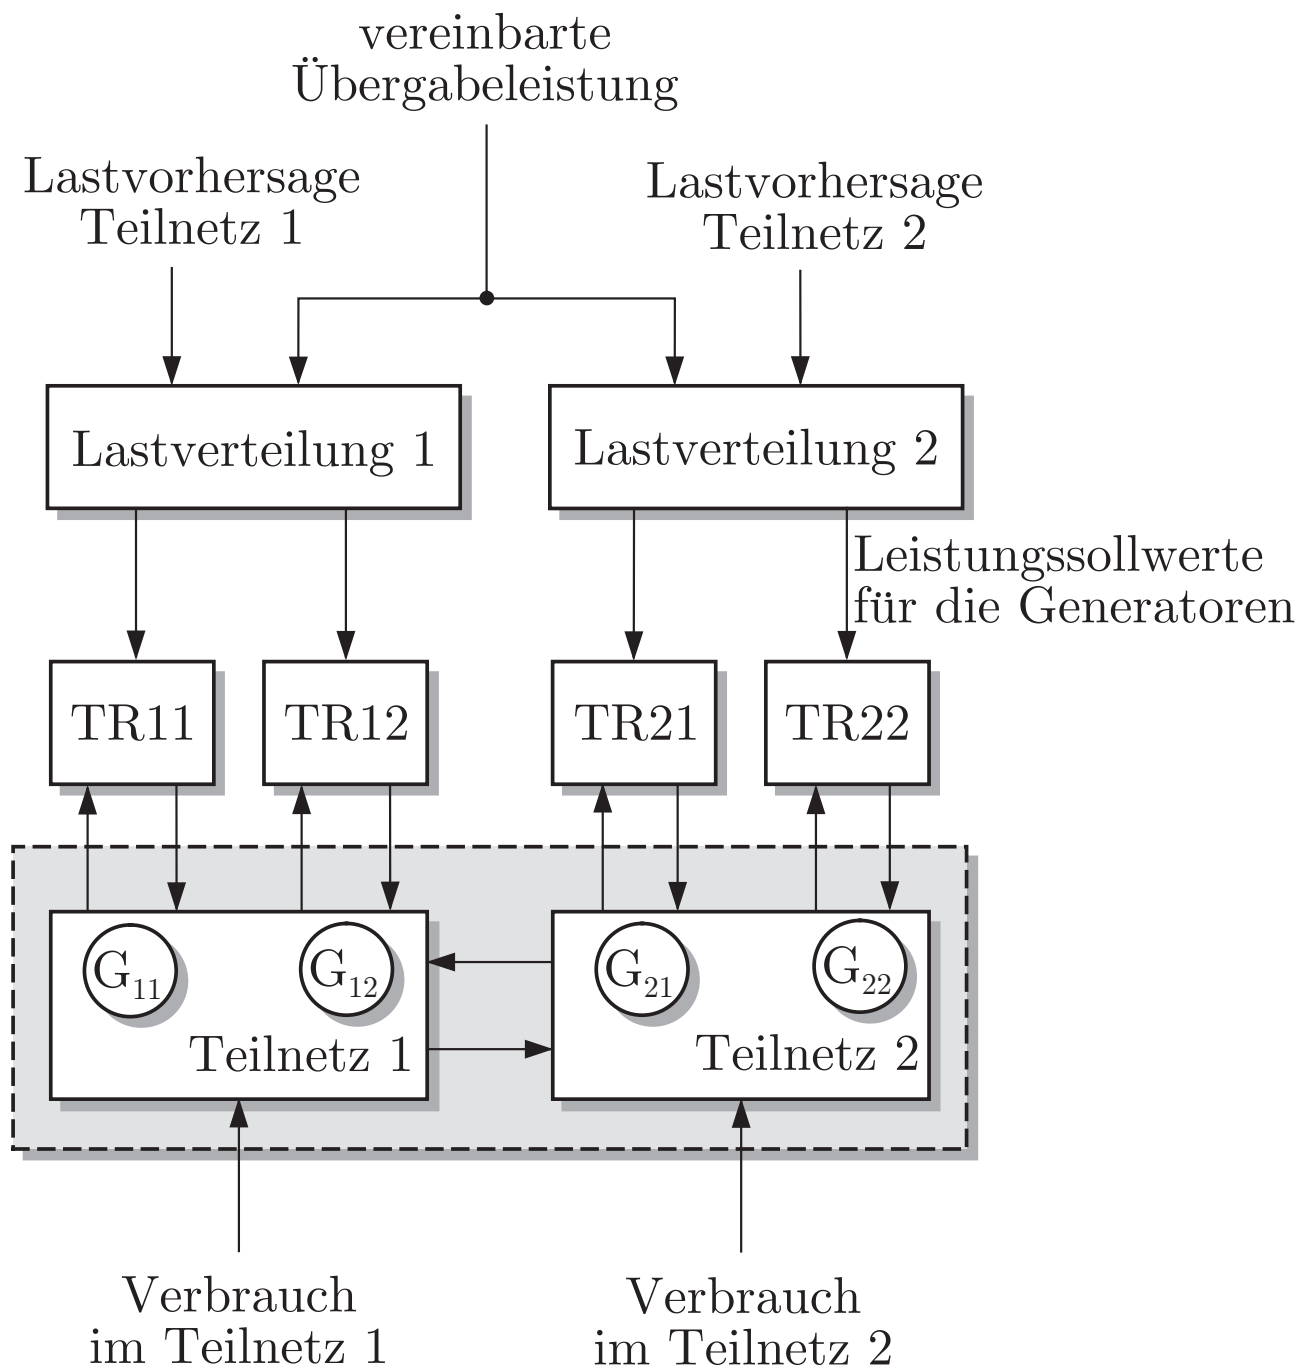 vereinbarte
Übergabeleistung
Lastvorhersage
Teilnetz 1
Lastvorhersage
Teilnetz 2
Lastverteilung 1
Lastverteilung 2
Leistungssollwerte
für die Generatoren
TR11
TR12
TR21
TR22
G11
G12
G21
G22
Teilnetz 1
Teilnetz 2
Verbrauch
im Teilnetz 1
Verbrauch
im Teilnetz 2